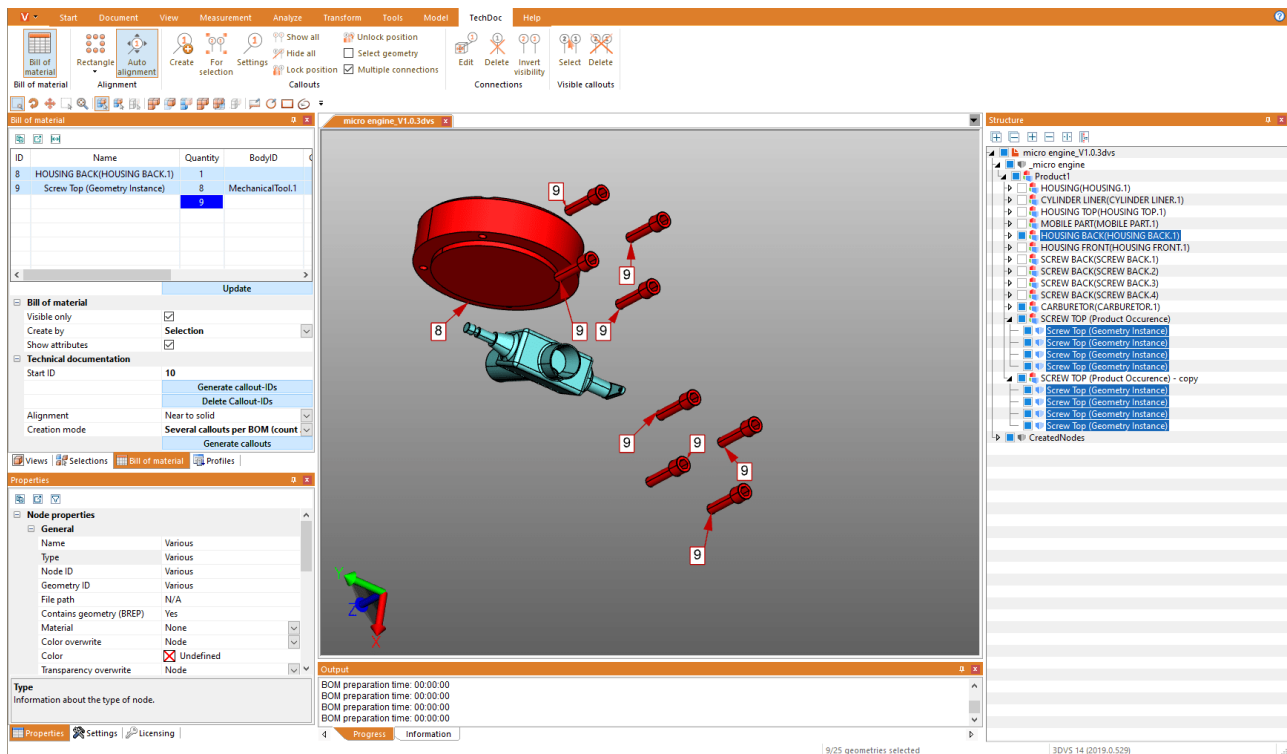 V Start Document View Measurement Analyze Transform Tools Model TechDoc Help
Show all Unlock position
Hide all Select geometry
Lock position Multiple connections
Bill of material Rectangle Auto alignment Create For selection Settings Edit Delete Invert visibility Select Delete
Bill of material Alignment Callouts Connections Visible callouts
Bill of material
ID Name Quantity BodyID
8 HOUSING BACK(HOUSING BACK.1) 1
9 Screw Top (Geometry Instance) 8 MechanicalTool.1
9
Update
Bill of material
Visible only
Create by Selection
Show attributes
Technical documentation
Start ID 10
Generate callout-IDs
Delete Callout-IDs
Alignment Near to solid
Creation mode Several callouts per BOM (count
Generate callouts
Views Selections Bill of material Profiles
Properties
Node properties
General
Name Various
Type Various
Node ID Various
Geometry ID Various
File path N/A
Contains geometry (BREP) Yes
Material None
Color overwrite Node
Color Undefined
Transparency overwrite Node
Type
Information about the type of node.
Properties Settings Licensing
micro engine_V1.0.3dvs
9
9
9
9
9
8
9
9
9
9
Y
Z
X
Output
BOM preparation time: 00:00:00
BOM preparation time: 00:00:00
BOM preparation time: 00:00:00
BOM preparation time: 00:00:00
Progress Information
Structure
micro engine_V1.0.3dvs
_micro engine
Product1
HOUSING(HOUSING.1)
CYLINDER LINER(CYLINDER LINER.1)
HOUSING TOP(HOUSING TOP.1)
MOBILE PART(MOBILE PART.1)
HOUSING BACK(HOUSING BACK.1)
HOUSING FRONT(HOUSING FRONT.1)
SCREW BACK(SCREW BACK.1)
SCREW BACK(SCREW BACK.2)
SCREW BACK(SCREW BACK.3)
SCREW BACK(SCREW BACK.4)
CARBURETOR(CARBURETOR.1)
SCREW TOP (Product Occurence)
Screw Top (Geometry Instance)
Screw Top (Geometry Instance)
Screw Top (Geometry Instance)
Screw Top (Geometry Instance)
SCREW TOP (Product Occurence) - copy
Screw Top (Geometry Instance)
Screw Top (Geometry Instance)
Screw Top (Geometry Instance)
Screw Top (Geometry Instance)
CreatedNodes
9/25 geometries selected 3DVS 14 (2019.0.529)